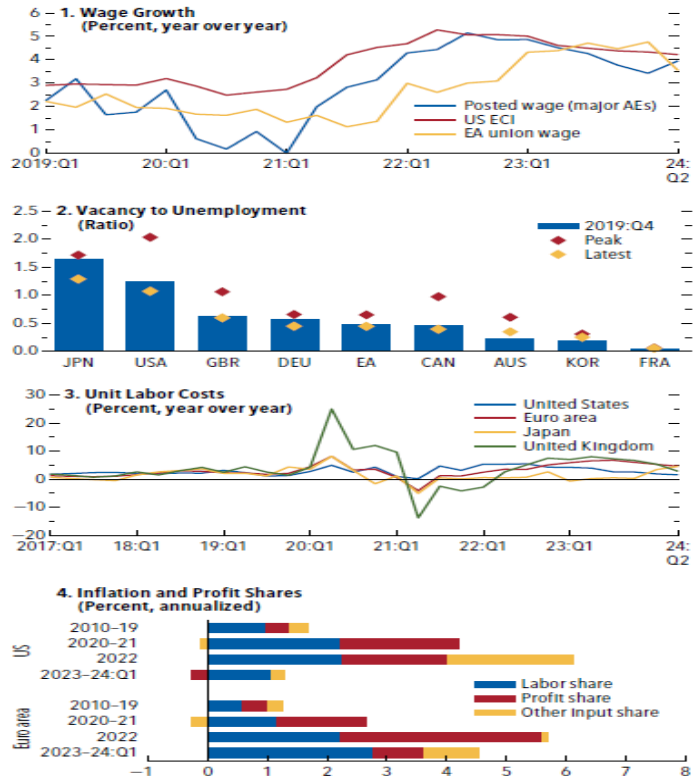 1. Wage Growth
(Percent, year over year)
6
5
4
3
2
1
0
Posted wage (major AEs)
US ECI
EA union wage
2019:Q1
20:Q1
21:Q1
22:Q1
23:Q1
24:
Q2
2. Vacancy to Unemployment
(Ratio)
2.5
2.0
1.5
1.0
0.5
0.0
2019:Q4
Peak
Latest
JPN
USA
GBR
DEU
EA
CAN
AUS
KOR
FRA
3. Unit Labor Costs
(Percent, year over year)
30
20
10
0
−10
−20
United States
Euro area
Japan
United Kingdom
2017:Q1
18:Q1
19:Q1
20:Q1
21:Q1
22:Q1
23:Q1
24:
Q2
4. Inflation and Profit Shares
(Percent, annualized)
US
2010–19
2020–21
2022
2023–24:Q1
Euro area
2010–19
2020–21
2022
2023–24:Q1
Labor share
Profit share
Other input share
−1
0
1
2
3
4
5
6
7
8